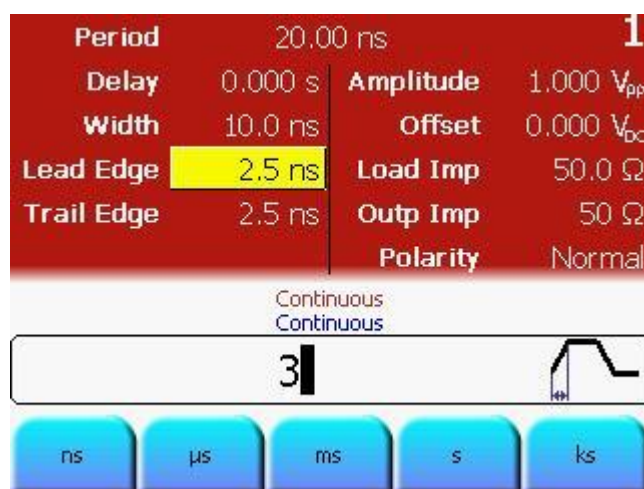 Period 20.00 ns 1
Delay 0.000 s Amplitude 1.000 Vpp
Width 10.0 ns Offset 0.000 VDC
Lead Edge 2.5 ns Load Imp 50.0 Ω
Trail Edge 2.5 ns Outp Imp 50 Ω
Polarity Normal
Continuous
Continuous
3
ns µs ms s ks